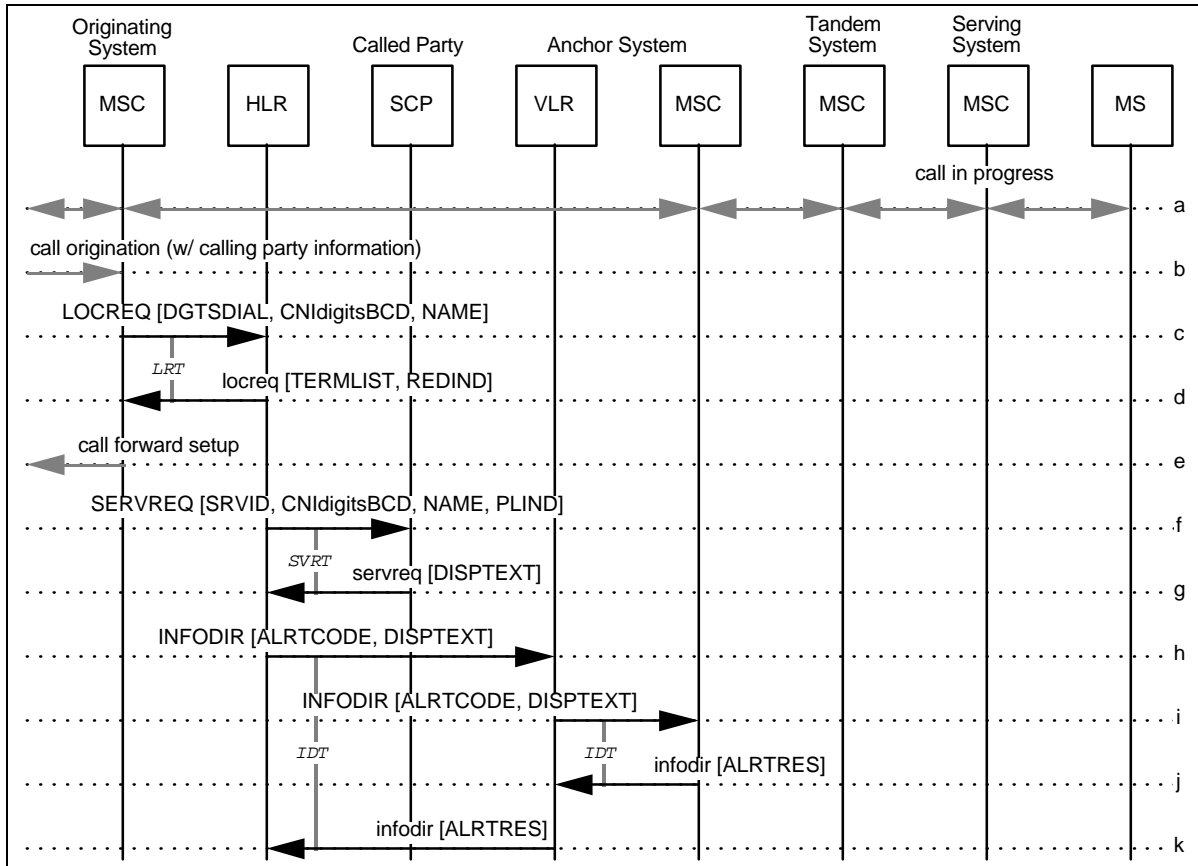 Originating
System
Called Party
Anchor System
Tandem
System
Serving
System
MSC
HLR
SCP
VLR
MSC
MSC
MSC
MS
call in progress
a
call origination (w/ calling party information)
b
LOCREQ [DGTSDIAL, CNIdigitsBCD, NAME]
c
LRT
locreq [TERMLIST, REDIND]
d
call forward setup
e
SERVREQ [SRVID, CNIdigitsBCD, NAME, PLIND]
f
SVRT
servreq [DISPTEXT]
g
INFODIR [ALRTCODE, DISPTEXT]
h
INFODIR [ALRTCODE, DISPTEXT]
i
IDT
IDT
infodir [ALRTRES]
j
infodir [ALRTRES]
k